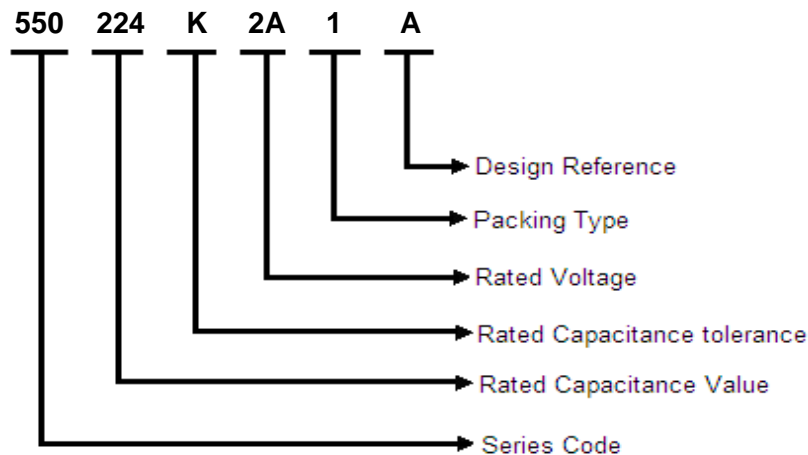 550 224 K 2A 1 A
Design Reference
Packing Type
Rated Voltage
Rated Capacitance tolerance
Rated Capacitance Value
Series Code